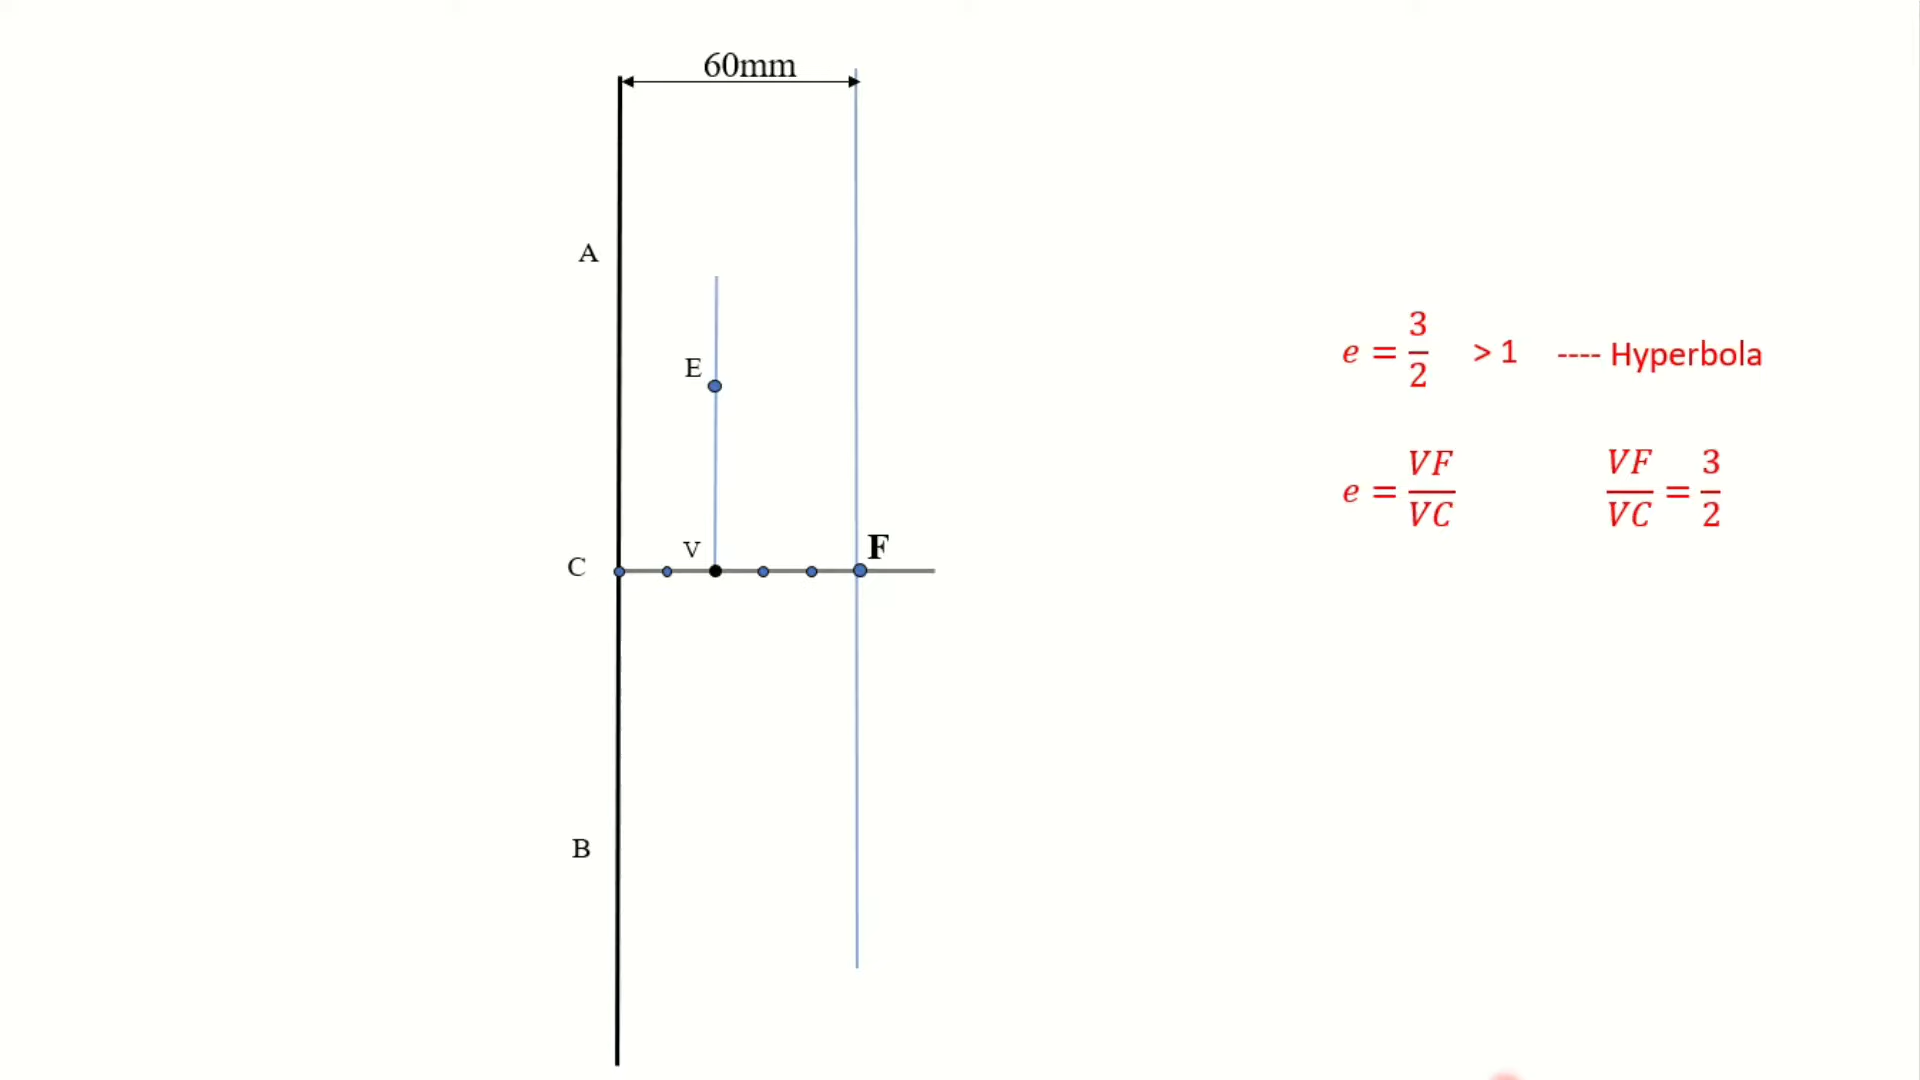 60mm
A
E
V
F
C
B
e = 3/2 > 1 ---- Hyperbola
e = VF/VC VF/VC = 3/2